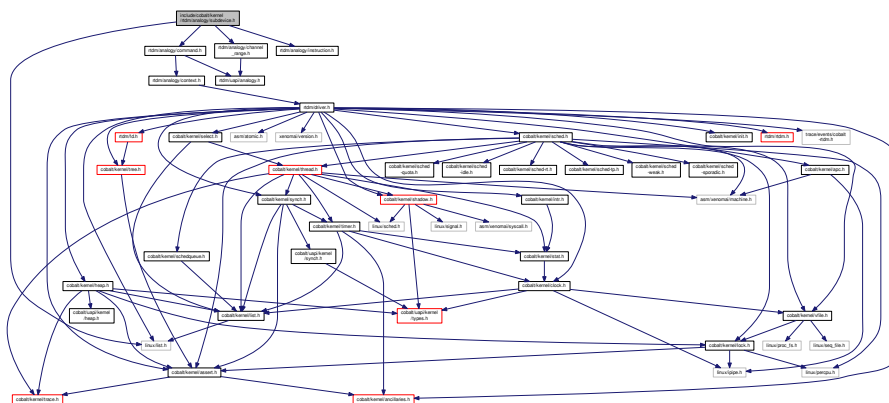 include/cobalt/kernel
/rtdm/analogy/subdevice.h
rtdm/analogy/command.h
rtdm/analogy/channel
_range.h
rtdm/analogy/instruction.h
rtdm/analogy/context.h
rtdm/uapi/analogy.h
rtdm/driver.h
rtdm/fd.h
cobalt/kernel/select.h
asm/atomic.h
xenomai/version.h
cobalt/kernel/sched.h
cobalt/kernel/init.h
rtdm/rtdm.h
trace/events/cobalt
-rtdm.h
cobalt/kernel/tree.h
cobalt/kernel/thread.h
cobalt/kernel/sched
-quota.h
cobalt/kernel/sched
-idle.h
cobalt/kernel/sched-rt.h
cobalt/kernel/sched-tp.h
cobalt/kernel/sched
-weak.h
cobalt/kernel/sched
-sporadic.h
cobalt/kernel/apc.h
cobalt/kernel/synch.h
cobalt/kernel/shadow.h
cobalt/kernel/intr.h
asm/xenomai/machine.h
cobalt/kernel/timer.h
linux/sched.h
linux/signal.h
asm/xenomai/syscall.h
cobalt/kernel/schedqueue.h
cobalt/uapi/kernel
/synch.h
cobalt/kernel/stat.h
cobalt/kernel/heap.h
cobalt/kernel/clock.h
cobalt/uapi/kernel
/heap.h
cobalt/kernel/list.h
cobalt/uapi/kernel
/types.h
cobalt/kernel/vfile.h
linux/list.h
cobalt/kernel/lock.h
linux/proc_fs.h
linux/seq_file.h
cobalt/kernel/assert.h
linux/ipipe.h
linux/percpu.h
cobalt/kernel/trace.h
cobalt/kernel/ancillaries.h